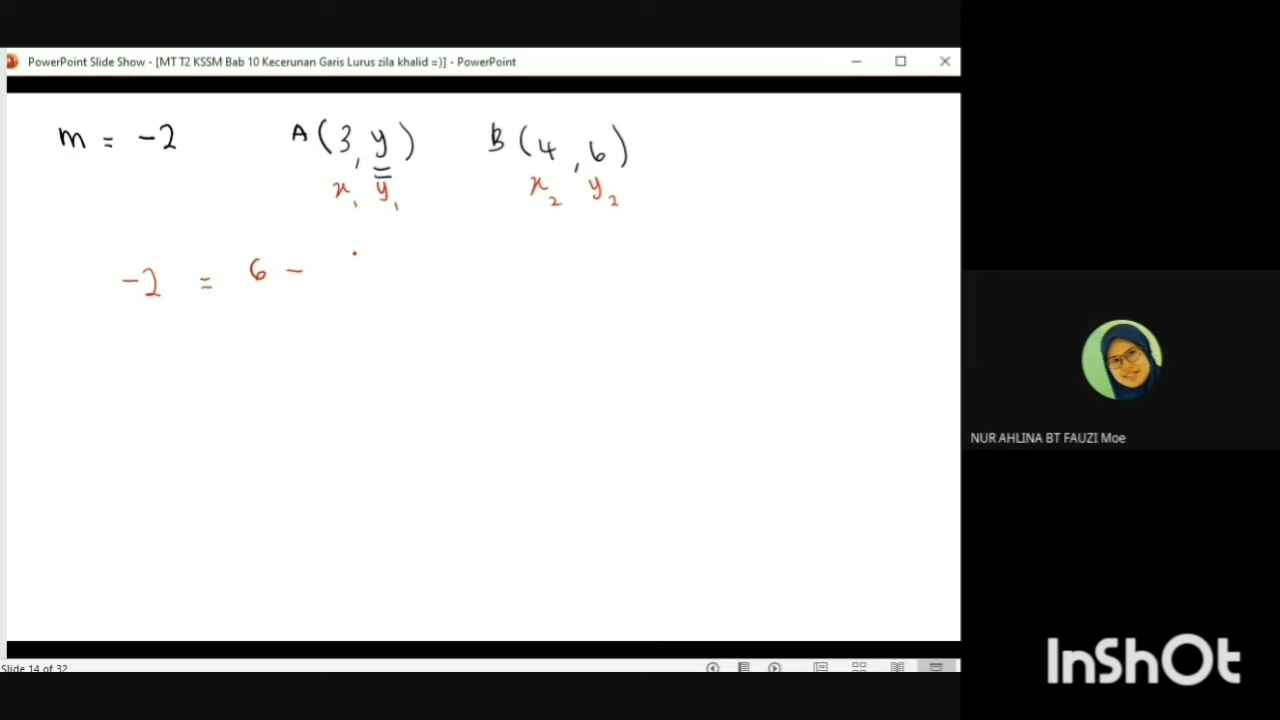 PowerPoint Slide Show - [MT T2 KSSM Bab 10 Kecerunan Garis Lurus zila khalid =)] - PowerPoint
m = -2 A(3, y) B(4, 6)
x₁ y₁ x₂ y₂
-2 = 6 -
NUR AHLINA BT FAUZI Moe
InShOt
Slide 14 of 32